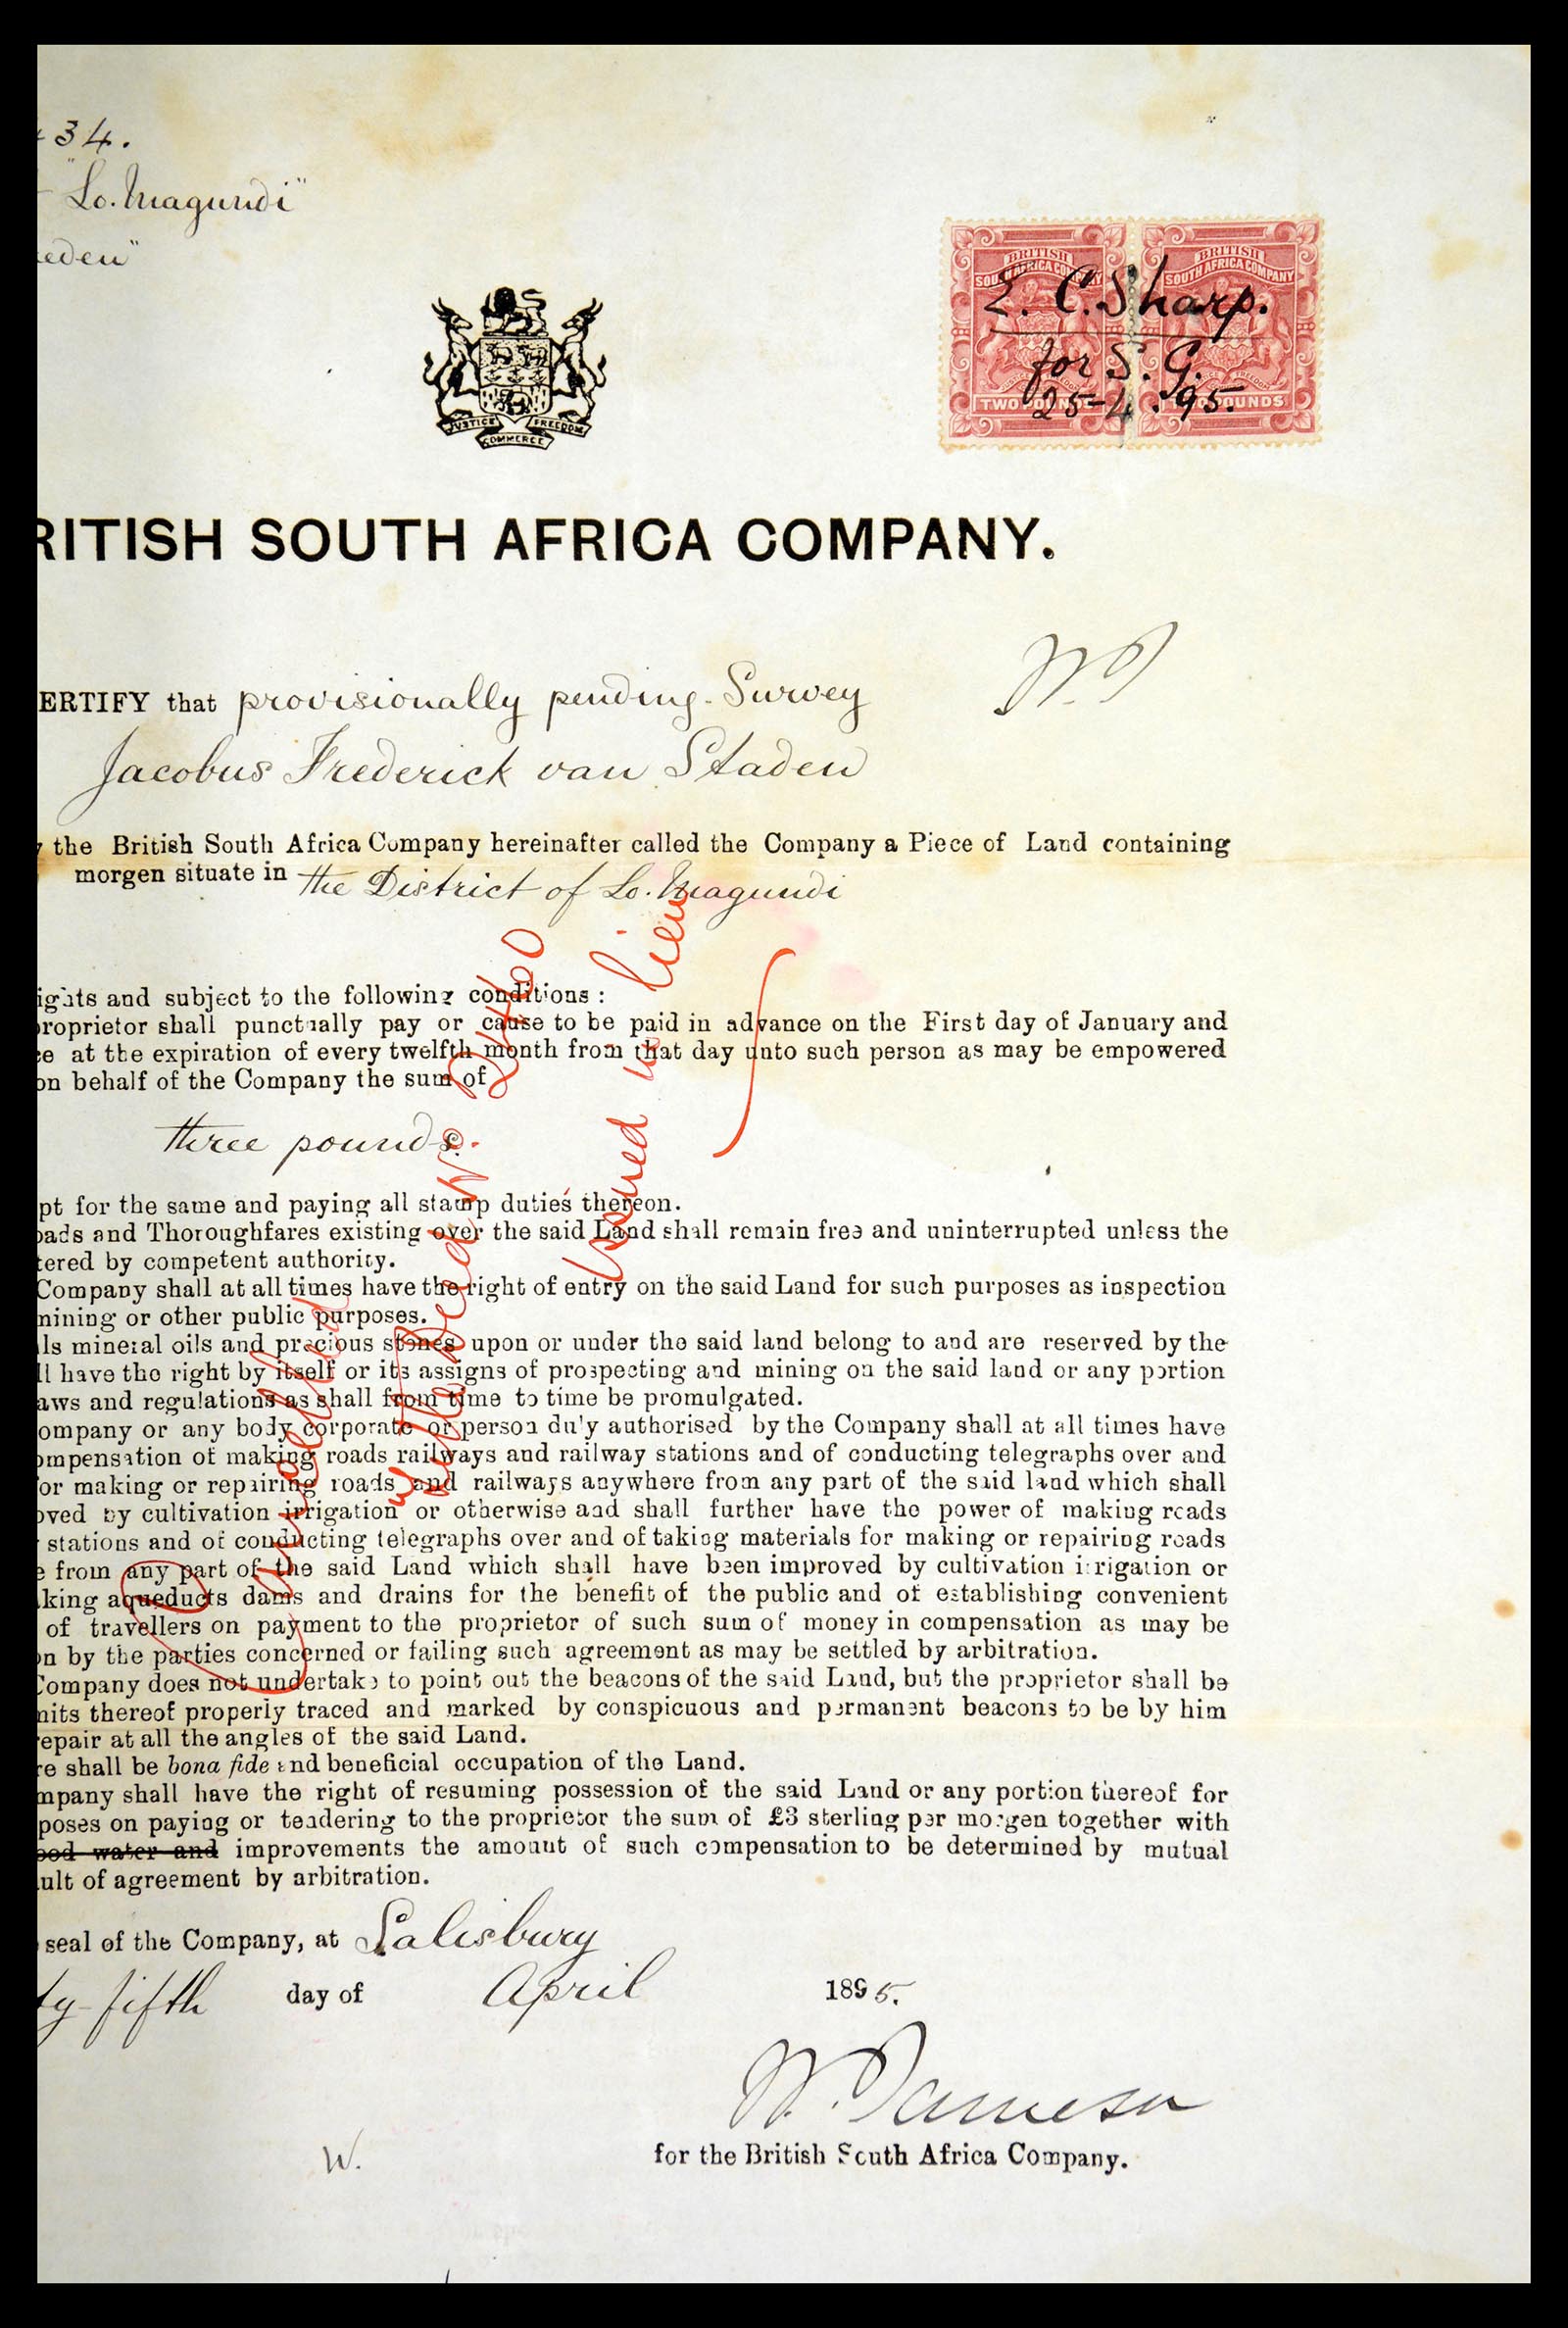 34.
"Lo. Magundi"
eden"
BRITISH
SOUTH AFRICA COMPANY
TWO POUNDS
BRITISH
SOUTH AFRICA COMPANY
TWO POUNDS
E. C. Sharp.
for S. G.
25-4.95.
JUSTICE FREEDOM
COMMERCE
RITISH SOUTH AFRICA COMPANY.
ERTIFY that provisionally pending Survey
Jacobus Frederick van Staden
the British South Africa Company hereinafter called the Company a Piece of Land containing
morgen situate in the District of Lo. Magundi
ights and subject to the following conditions :
proprietor shall punctually pay or cause to be paid in advance on the First day of January and
e at the expiration of every twelfth month from that day unto such person as may be empowered
on behalf of the Company the sum of
three pounds.
pt for the same and paying all stamp duties thereon.
oads and Thoroughfares existing over the said Land shall remain free and uninterrupted unless the
tered by competent authority.
Company shall at all times have the right of entry on the said Land for such purposes as inspection
mining or other public purposes.
ls mineral oils and precious stones upon or under the said land belong to and are reserved by the
ll have the right by itself or its assigns of prospecting and mining on the said land or any portion
aws and regulations as shall from time to time be promulgated.
ompany or any body corporate or person duly authorised by the Company shall at all times have
ompensation of making roads railways and railway stations and of conducting telegraphs over and
or making or repairing roads and railways anywhere from any part of the said land which shall
oved by cultivation irrigation or otherwise and shall further have the power of making roads
stations and of conducting telegraphs over and of taking materials for making or repairing roads
e from any part of the said Land which shall have been improved by cultivation irrigation or
king aqueducts dams and drains for the benefit of the public and of establishing convenient
of travellers on payment to the proprietor of such sum of money in compensation as may be
n by the parties concerned or failing such agreement as may be settled by arbitration.
Company does not undertake to point out the beacons of the said Land, but the proprietor shall be
mits thereof properly traced and marked by conspicuous and permanent beacons to be by him
repair at all the angles of the said Land.
re shall be bona fide and beneficial occupation of the Land.
mpany shall have the right of resuming possession of the said Land or any portion thereof for
poses on paying or tendering to the proprietor the sum of £3 sterling per morgen together with
ood water and improvements the amount of such compensation to be determined by mutual
ult of agreement by arbitration.
seal of the Company, at Salisbury
ty-fifth day of April 1895.
W. Jameson
W.
for the British South Africa Company.
issued in lieu